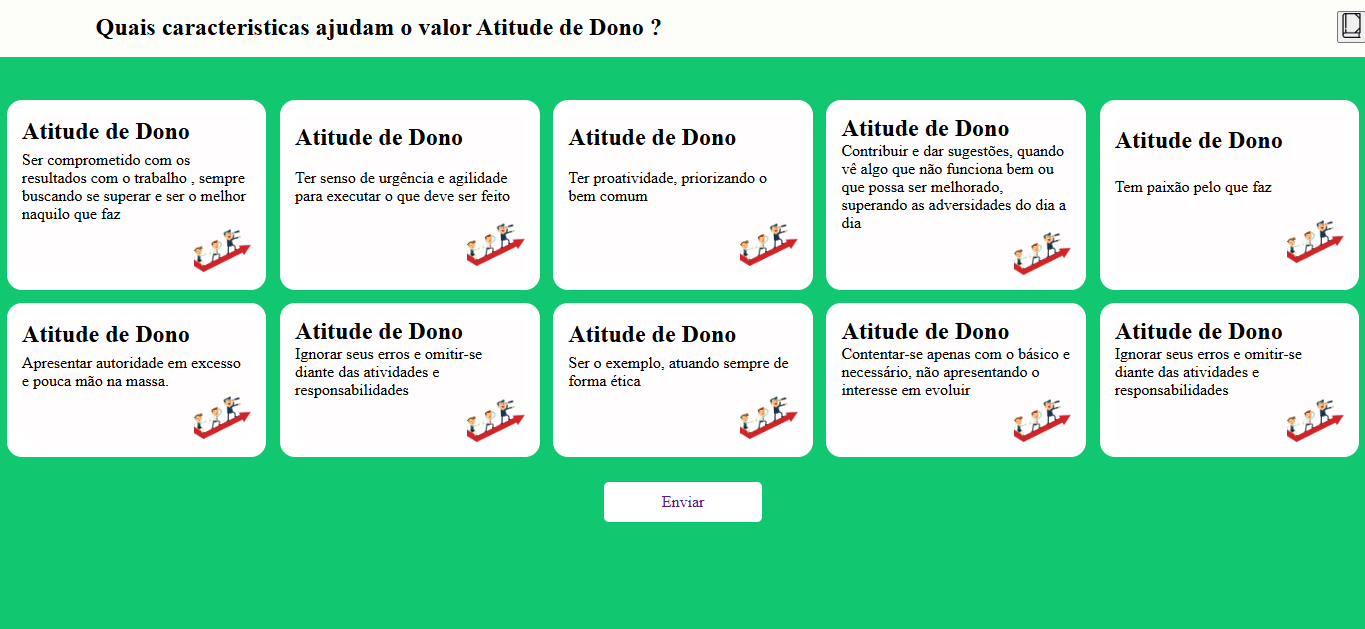 Quais caracteristicas ajudam o valor Atitude de Dono ?
Atitude de Dono
Ser comprometido com os
resultados com o trabalho , sempre
buscando se superar e ser o melhor
naquilo que faz
Atitude de Dono
Ter senso de urgência e agilidade
para executar o que deve ser feito
Atitude de Dono
Ter proatividade, priorizando o
bem comum
Atitude de Dono
Contribuir e dar sugestões, quando
vê algo que não funciona bem ou
que possa ser melhorado,
superando as adversidades do dia a
dia
Atitude de Dono
Tem paixão pelo que faz
Atitude de Dono
Apresentar autoridade em excesso
e pouca mão na massa.
Atitude de Dono
Ignorar seus erros e omitir-se
diante das atividades e
responsabilidades
Atitude de Dono
Ser o exemplo, atuando sempre de
forma ética
Atitude de Dono
Contentar-se apenas com o básico e
necessário, não apresentando o
interesse em evoluir
Atitude de Dono
Ignorar seus erros e omitir-se
diante das atividades e
responsabilidades
Enviar